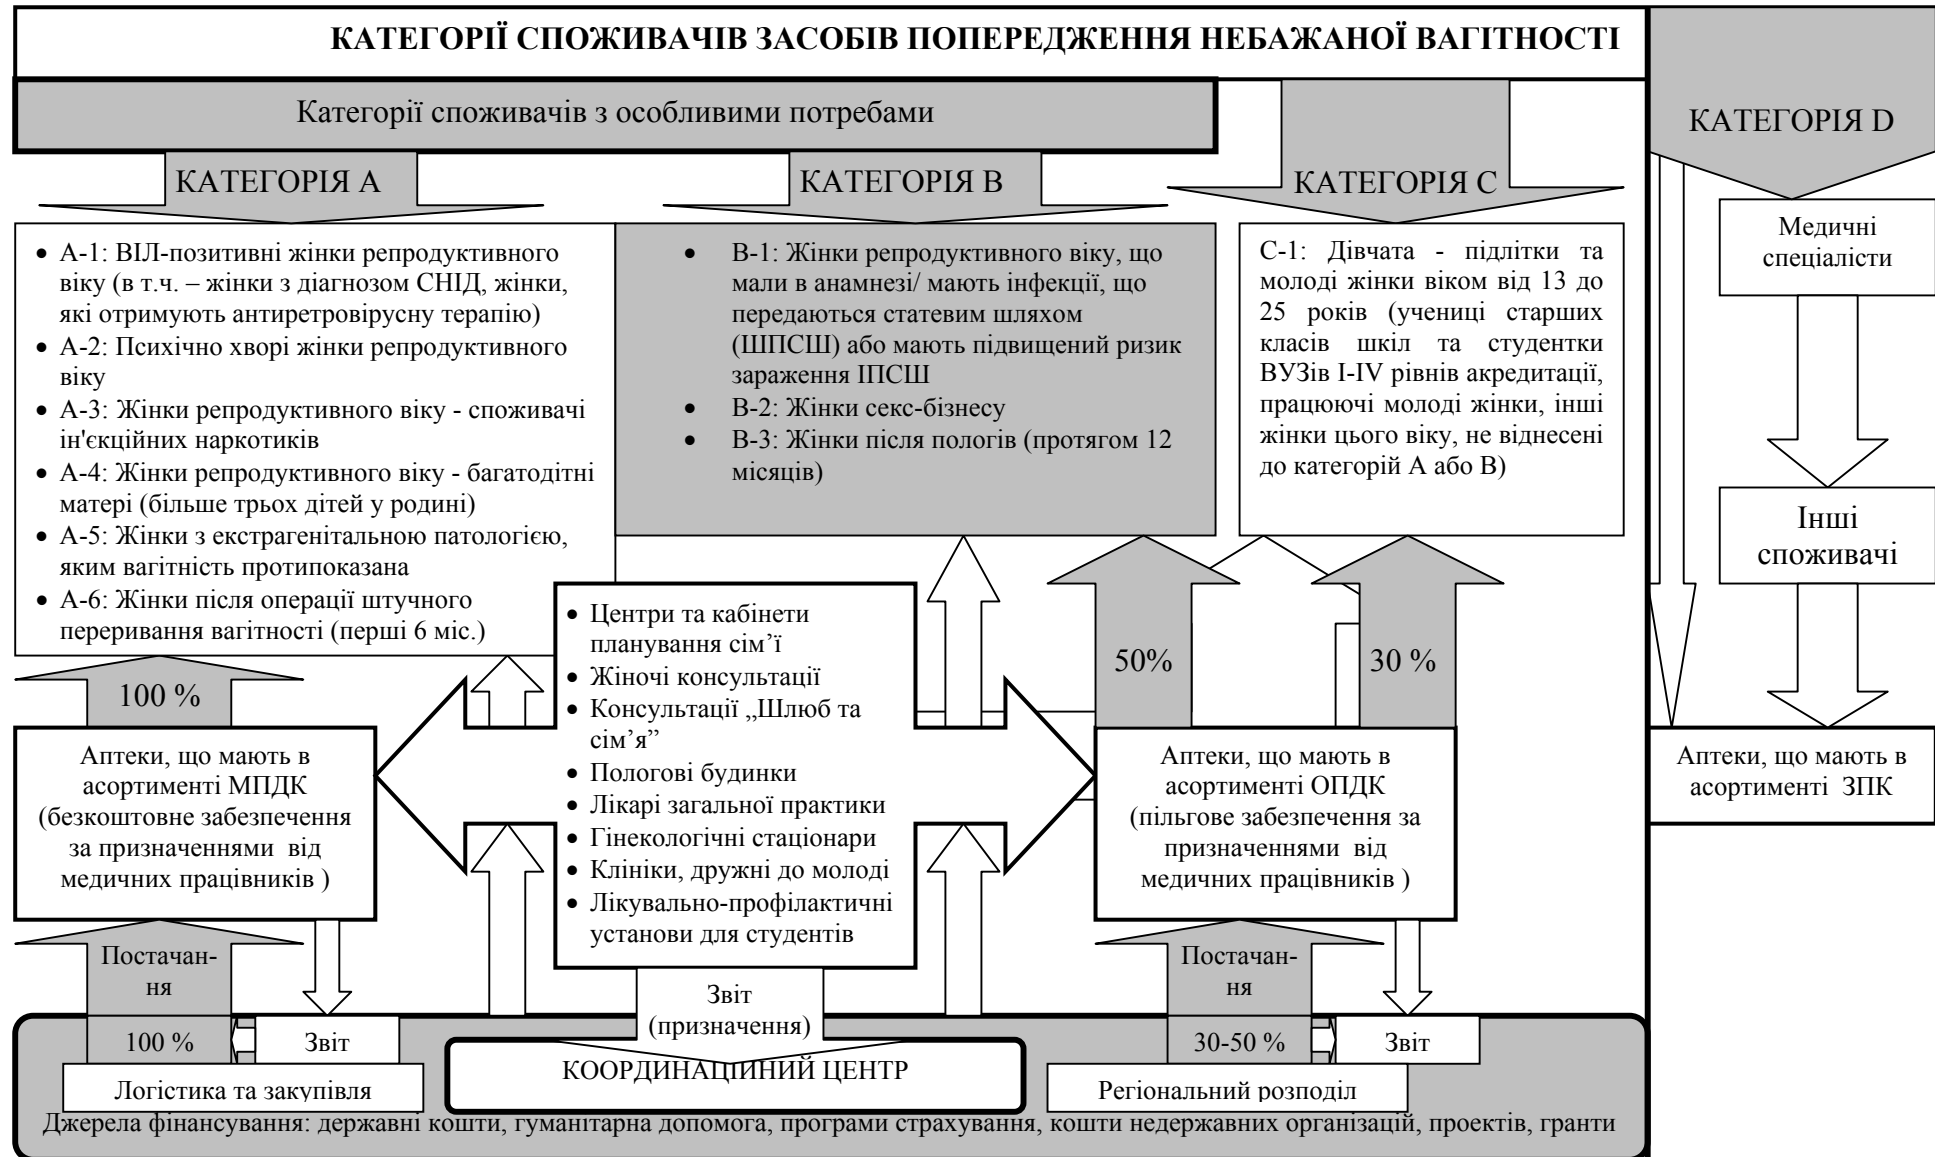 КАТЕГОРІЇ СПОЖИВАЧІВ ЗАСОБІВ ПОПЕРЕДЖЕННЯ НЕБАЖАНОЇ ВАГІТНОСТІ
Категорії споживачів з особливими потребами
КАТЕГОРІЯ D
КАТЕГОРІЯ А
КАТЕГОРІЯ В
КАТЕГОРІЯ С
• А-1: ВІЛ-позитивні жінки репродуктивного
віку (в т.ч. – жінки з діагнозом СНІД, жінки,
які отримують антиретровірусну терапію)
• А-2: Психічно хворі жінки репродуктивного
віку
• А-3: Жінки репродуктивного віку - споживачі
ін'єкційних наркотиків
• А-4: Жінки репродуктивного віку - багатодітні
матері (більше трьох дітей у родині)
• А-5: Жінки з екстрагенітальною патологією,
яким вагітність протипоказана
• А-6: Жінки після операції штучного
переривання вагітності (перші 6 міс.)
• В-1: Жінки репродуктивного віку, що
мали в анамнезі/ мають інфекції, що
передаються статевим шляхом
(ШПСШ) або мають підвищений ризик
зараження ІПСШ
• В-2: Жінки секс-бізнесу
• В-3: Жінки після пологів (протягом 12
місяців)
С-1: Дівчата - підлітки та
молоді жінки віком від 13 до
25 років (учениці старших
класів шкіл та студентки
ВУЗів І-ІV рівнів акредитації,
працюючі молоді жінки, інші
жінки цього віку, не віднесені
до категорій А або В)
Медичні
спеціалісти
Інші
споживачі
• Центри та кабінети
планування сім’ї
• Жіночі консультації
• Консультації „Шлюб та
сім’я”
• Пологові будинки
• Лікарі загальної практики
• Гінекологічні стаціонари
• Клініки, дружні до молоді
• Лікувально-профілактичні
установи для студентів
100 %
50%
30 %
Аптеки, що мають в
асортименті МПДК
(безкоштовне забезпечення
за призначеннями від
медичних працівників )
Аптеки, що мають в
асортименті ОПДК
(пільгове забезпечення за
призначеннями від
медичних працівників )
Аптеки, що мають в
асортименті ЗПК
Постачан-
ня
Звіт
(призначення)
Постачан-
ня
100 %
Звіт
30-50 %
Звіт
Логістика та закупівля
КООРДИНАЦІЙНИЙ ЦЕНТР
Регіональний розподіл
Джерела фінансування: державні кошти, гуманітарна допомога, програми страхування, кошти недержавних організацій, проектів, гранти